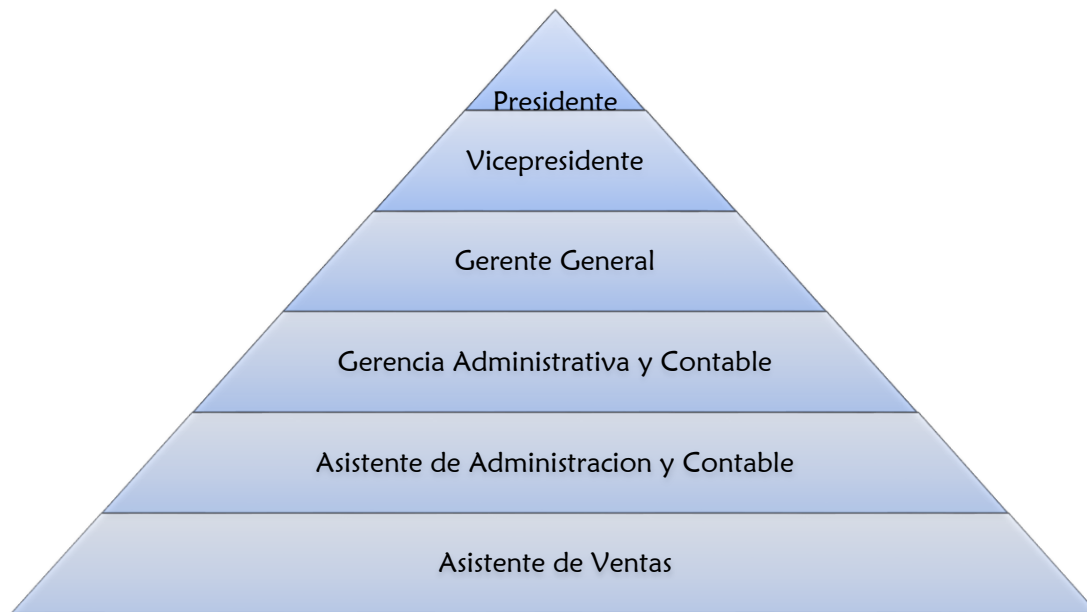 Presidente
Vicepresidente
Gerente General
Gerencia Administrativa y Contable
Asistente de Administracion y Contable
Asistente de Ventas